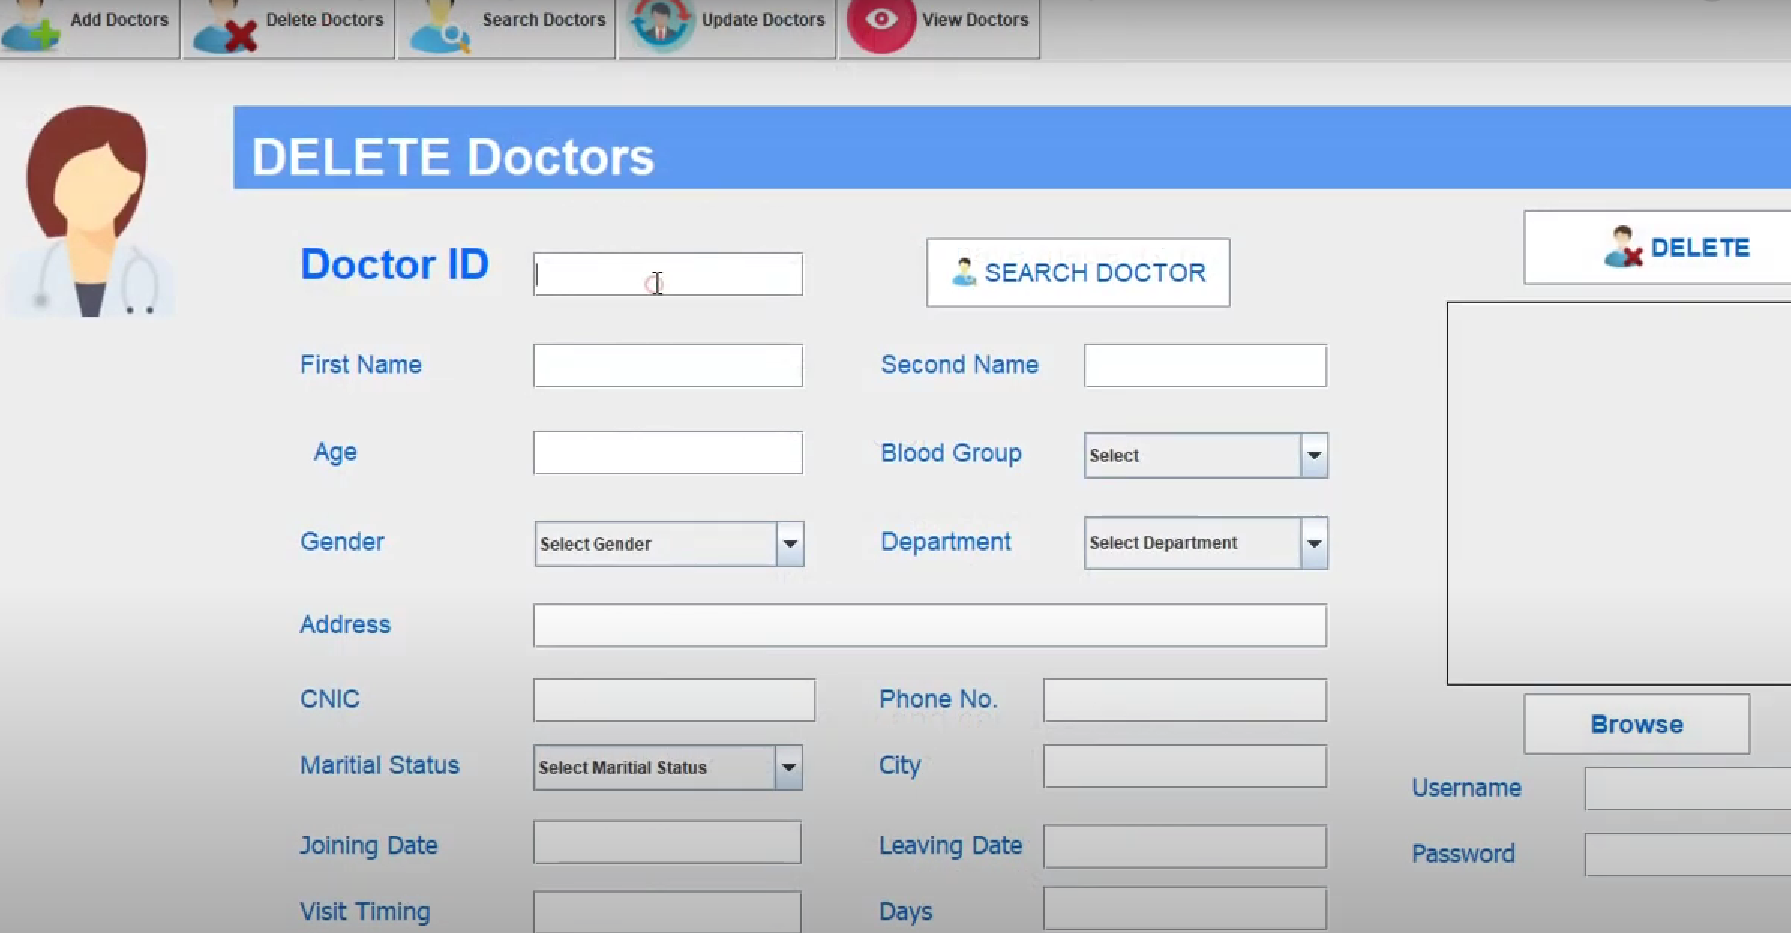 Add Doctors Delete Doctors Search Doctors Update Doctors View Doctors
DELETE Doctors
Doctor ID SEARCH DOCTOR DELETE
First Name Second Name
Age Blood Group Select
Gender Select Gender Department Select Department
Address
CNIC Phone No.
Browse
Maritial Status Select Maritial Status City
Username
Joining Date Leaving Date
Password
Visit Timing Days